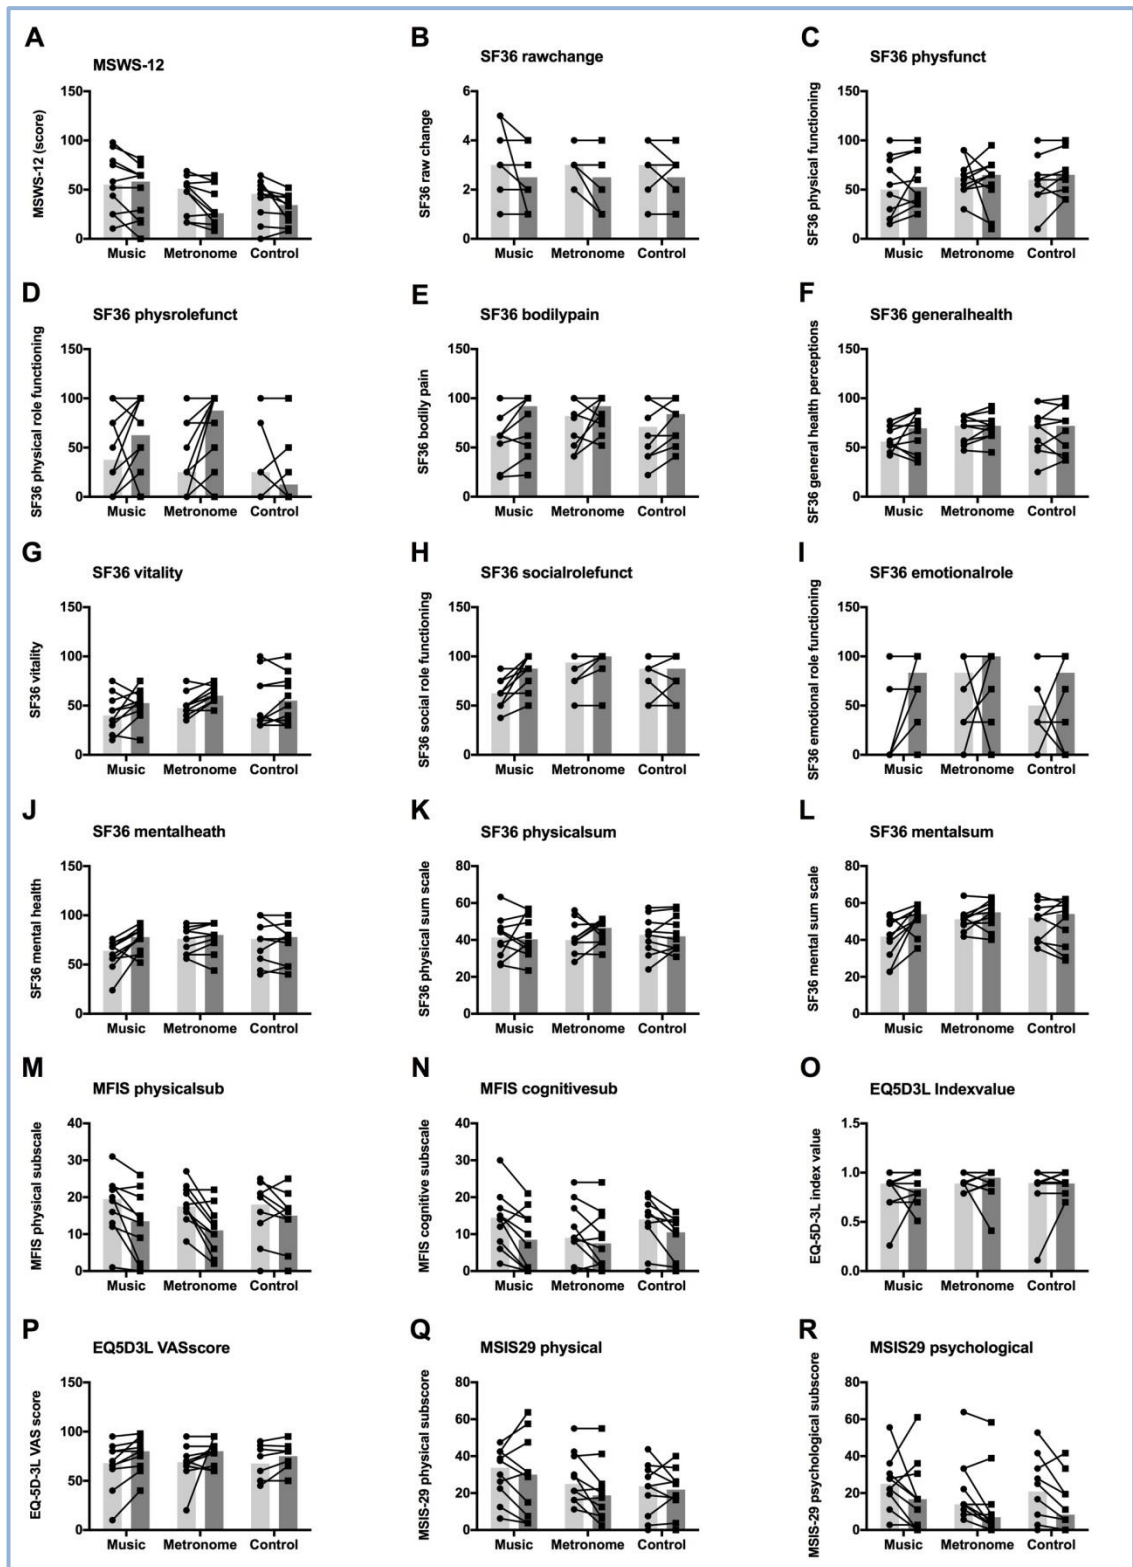 A
MSWS-12
MSWS-12 (score)
150
100
50
0
Music Metronome Control
B
SF36 rawchange
SF36 raw change
6
4
2
0
Music Metronome Control
C
SF36 physfunct
SF36 physical functioning
150
100
50
0
Music Metronome Control
D
SF36 physrolefunct
SF36 physical role functioning
150
100
50
0
Music Metronome Control
E
SF36 bodilypain
SF36 bodily pain
150
100
50
0
Music Metronome Control
F
SF36 generalhealth
SF36 general health perceptions
150
100
50
0
Music Metronome Control
G
SF36 vitality
SF36 vitality
150
100
50
0
Music Metronome Control
H
SF36 socialrolefunct
SF36 social role functioning
150
100
50
0
Music Metronome Control
I
SF36 emotionalrole
SF36 emotional role functioning
150
100
50
0
Music Metronome Control
J
SF36 mentalheath
SF36 mental health
150
100
50
0
Music Metronome Control
K
SF36 physicalsum
SF36 physical sum scale
80
60
40
20
0
Music Metronome Control
L
SF36 mentalsum
SF36 mental sum scale
80
60
40
20
0
Music Metronome Control
M
MFIS physicalsub
MFIS physical subscale
40
30
20
10
0
Music Metronome Control
N
MFIS cognitivesub
MFIS cognitive subscale
40
30
20
10
0
Music Metronome Control
O
EQ5D3L Indexvalue
EQ-5D-3L index value
1.5
1.0
0.5
0.0
Music Metronome Control
P
EQ5D3L VASscore
EQ-5D-3L VAS score
150
100
50
0
Music Metronome Control
Q
MSIS29 physical
MSIS-29 physical subscore
80
60
40
20
0
Music Metronome Control
R
MSIS29 psychological
MSIS-29 psychological subscore
80
60
40
20
0
Music Metronome Control